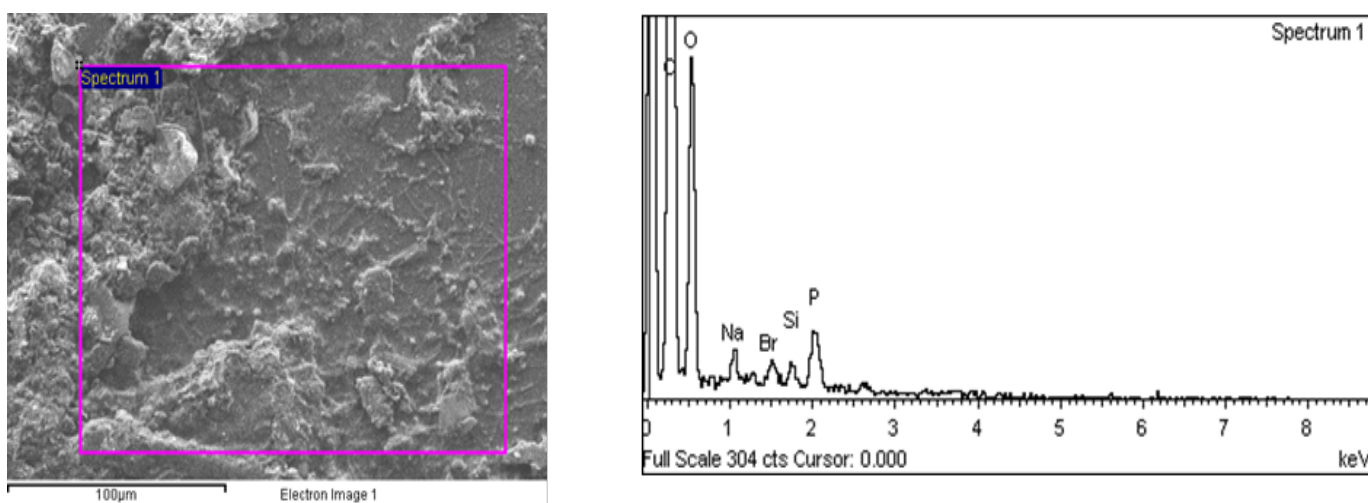 Spectrum 1
100µm
Electron Image 1
Spectrum 1
C
O
Na
Br
Si
P
0 1 2 3 4 5 6 7 8
Full Scale 304 cts Cursor: 0.000
keV